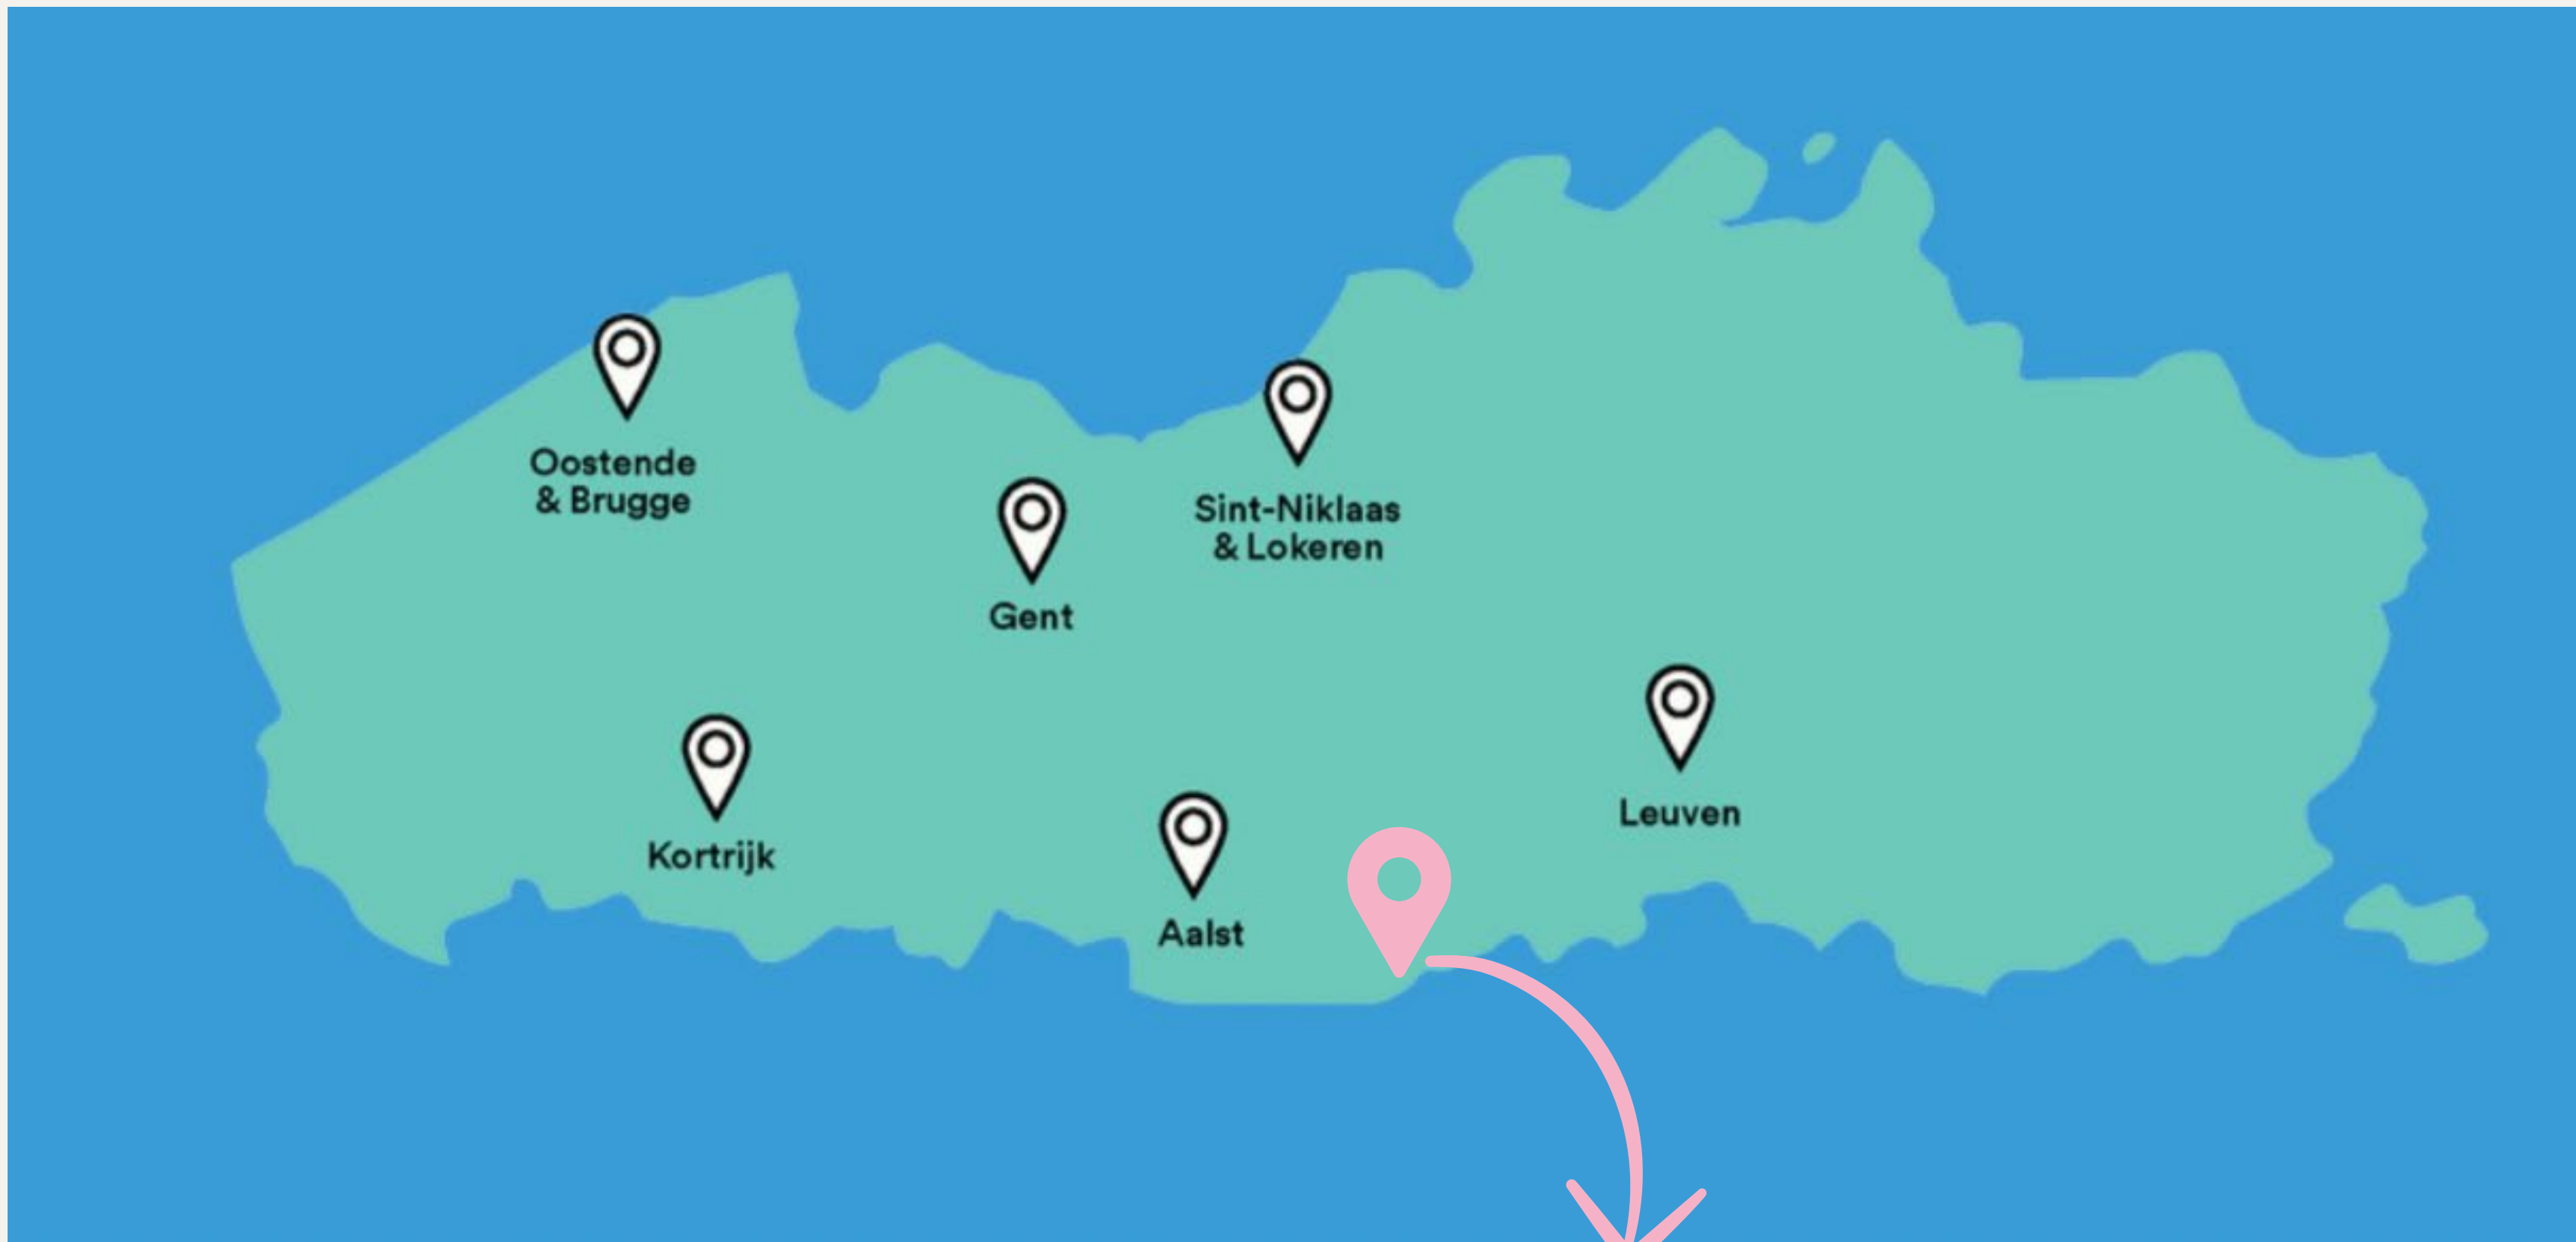 Oostende
& Brugge
Sint-Niklaas
& Lokeren
Gent
Leuven
Kortrijk
Aalst